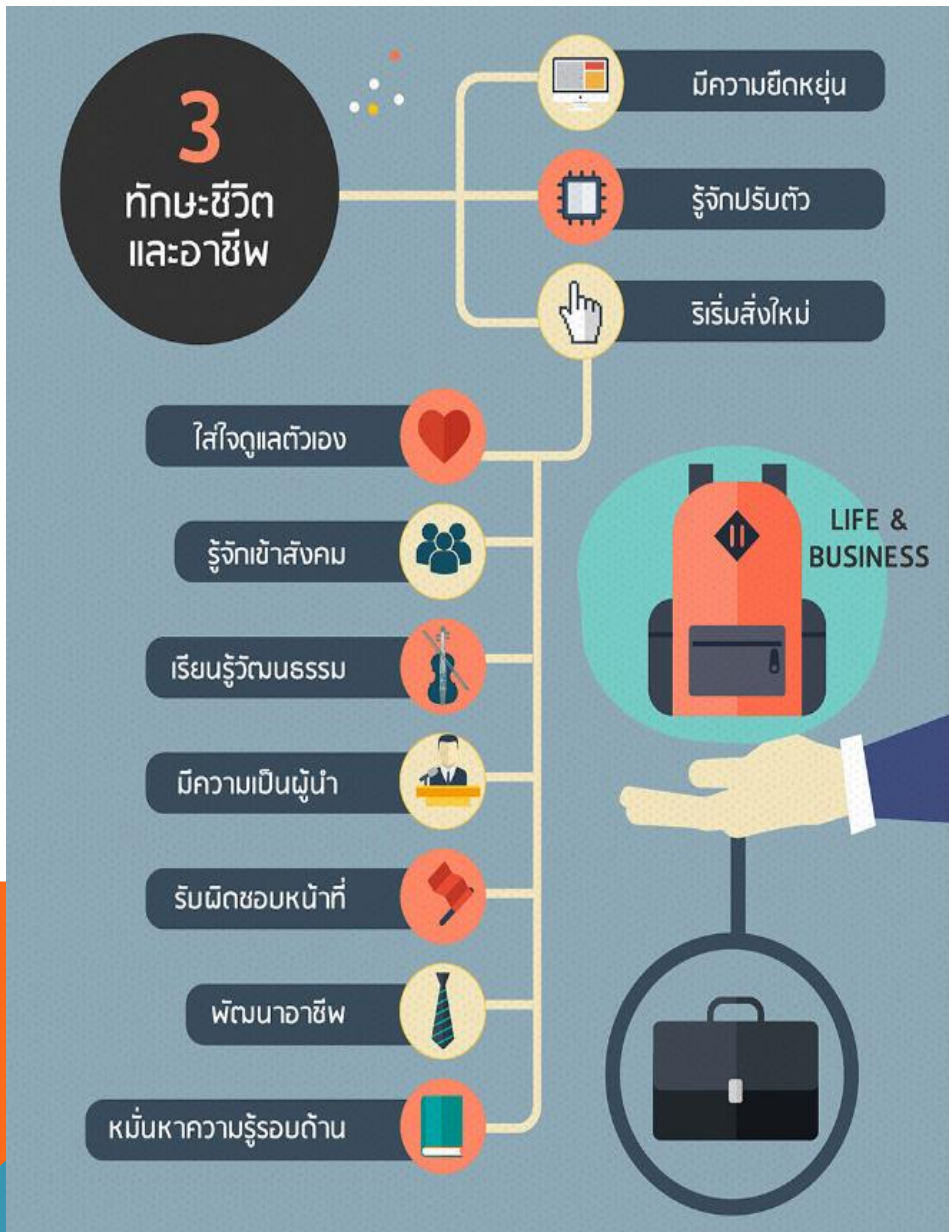 3
ทักษะชีวิต
และอาชีพ
มีความยืดหยุ่น
รู้จักปรับตัว
ริเริ่มสิ่งใหม่
ใส่ใจดูแลตัวเอง
รู้จักเข้าสังคม
เรียนรู้วัฒนธรรม
มีความเป็นผู้นำ
รับผิดชอบหน้าที่
พัฒนาอาชีพ
หมั่นหาความรู้รอบด้าน
LIFE &
BUSINESS